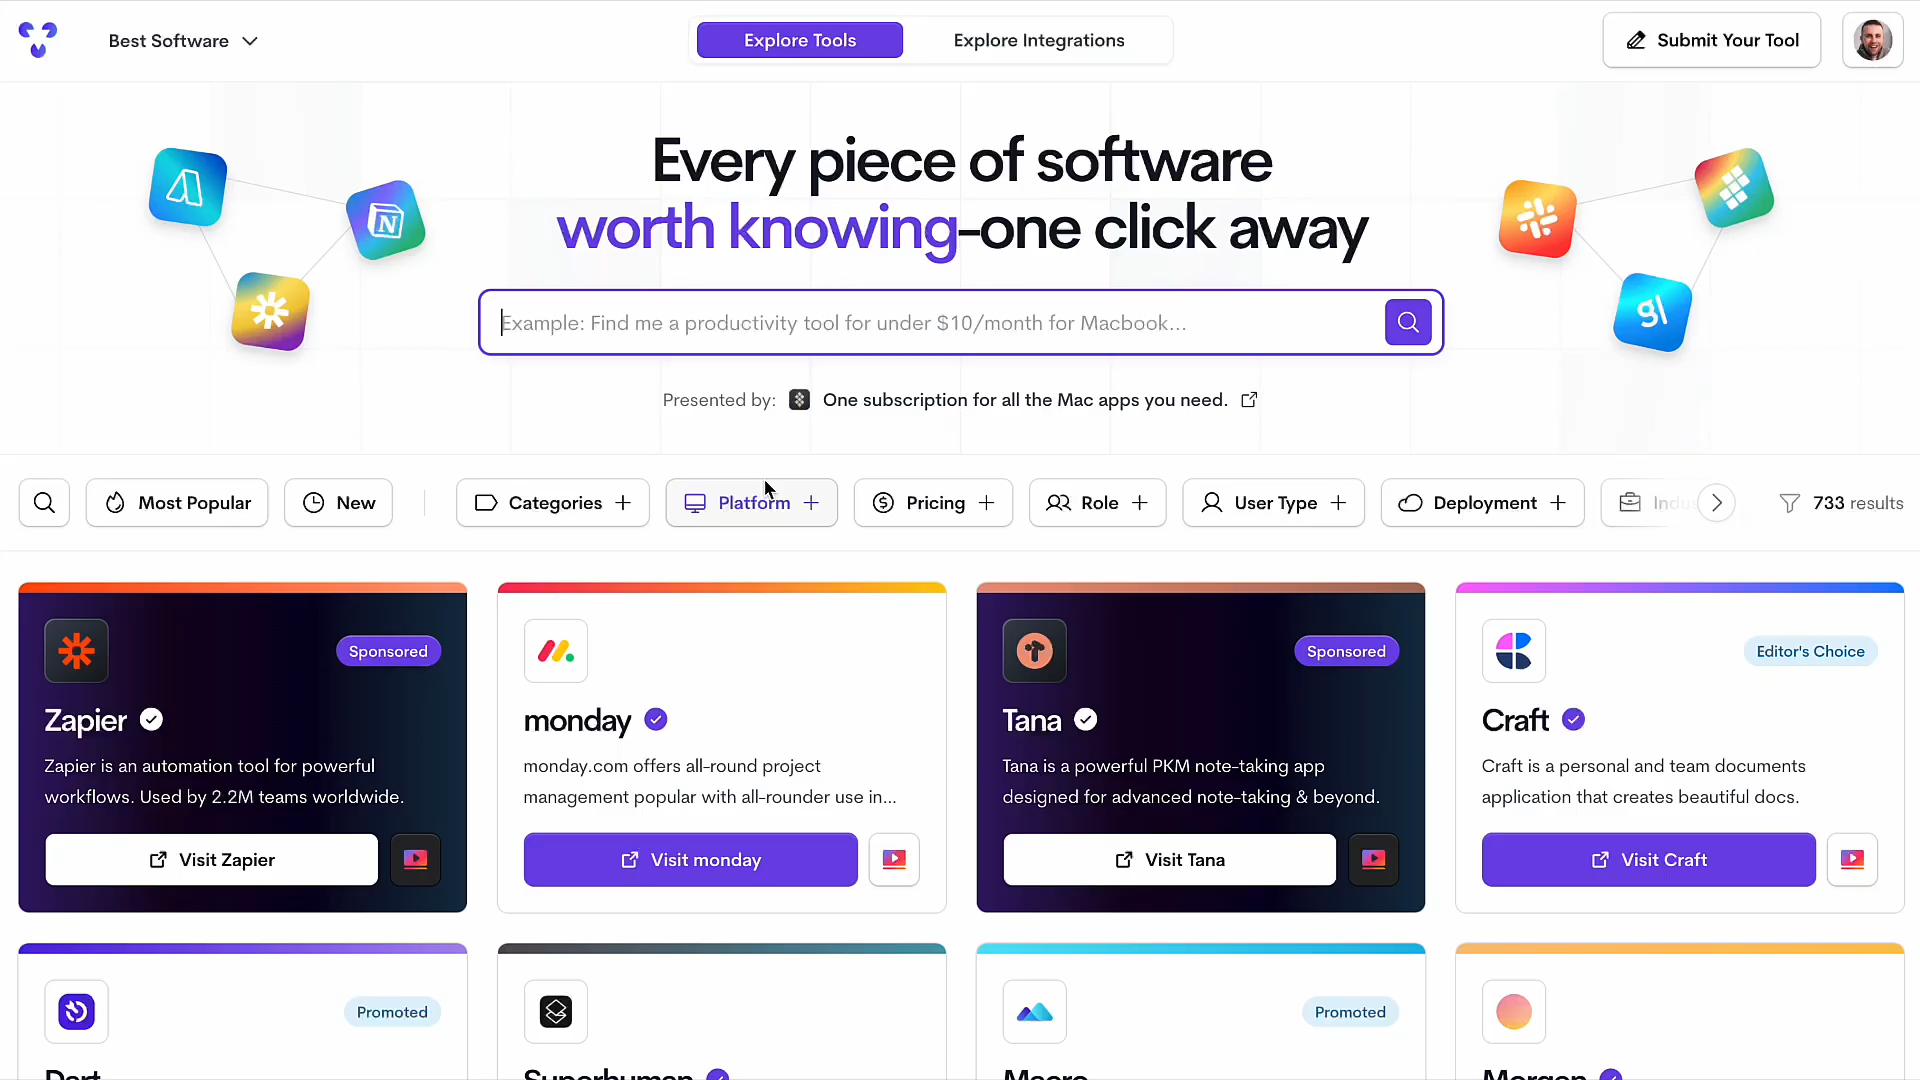 Best Software
Explore Tools
Explore Integrations
Submit Your Tool
Every piece of software
worth knowing-one click away
Example: Find me a productivity tool for under $10/month for Macbook...
Presented by: One subscription for all the Mac apps you need.
Most Popular
New
Categories
Platform
Pricing
Role
User Type
Deployment
733 results
Sponsored
Zapier
Zapier is an automation tool for powerful
workflows. Used by 2.2M teams worldwide.
Visit Zapier
monday
monday.com offers all-round project
management popular with all-rounder use in...
Visit monday
Sponsored
Tana
Tana is a powerful PKM note-taking app
designed for advanced note-taking & beyond.
Visit Tana
Editor's Choice
Craft
Craft is a personal and team documents
application that creates beautiful docs.
Visit Craft
Promoted
Dart
Superhuman
Promoted
Macro
Morgen